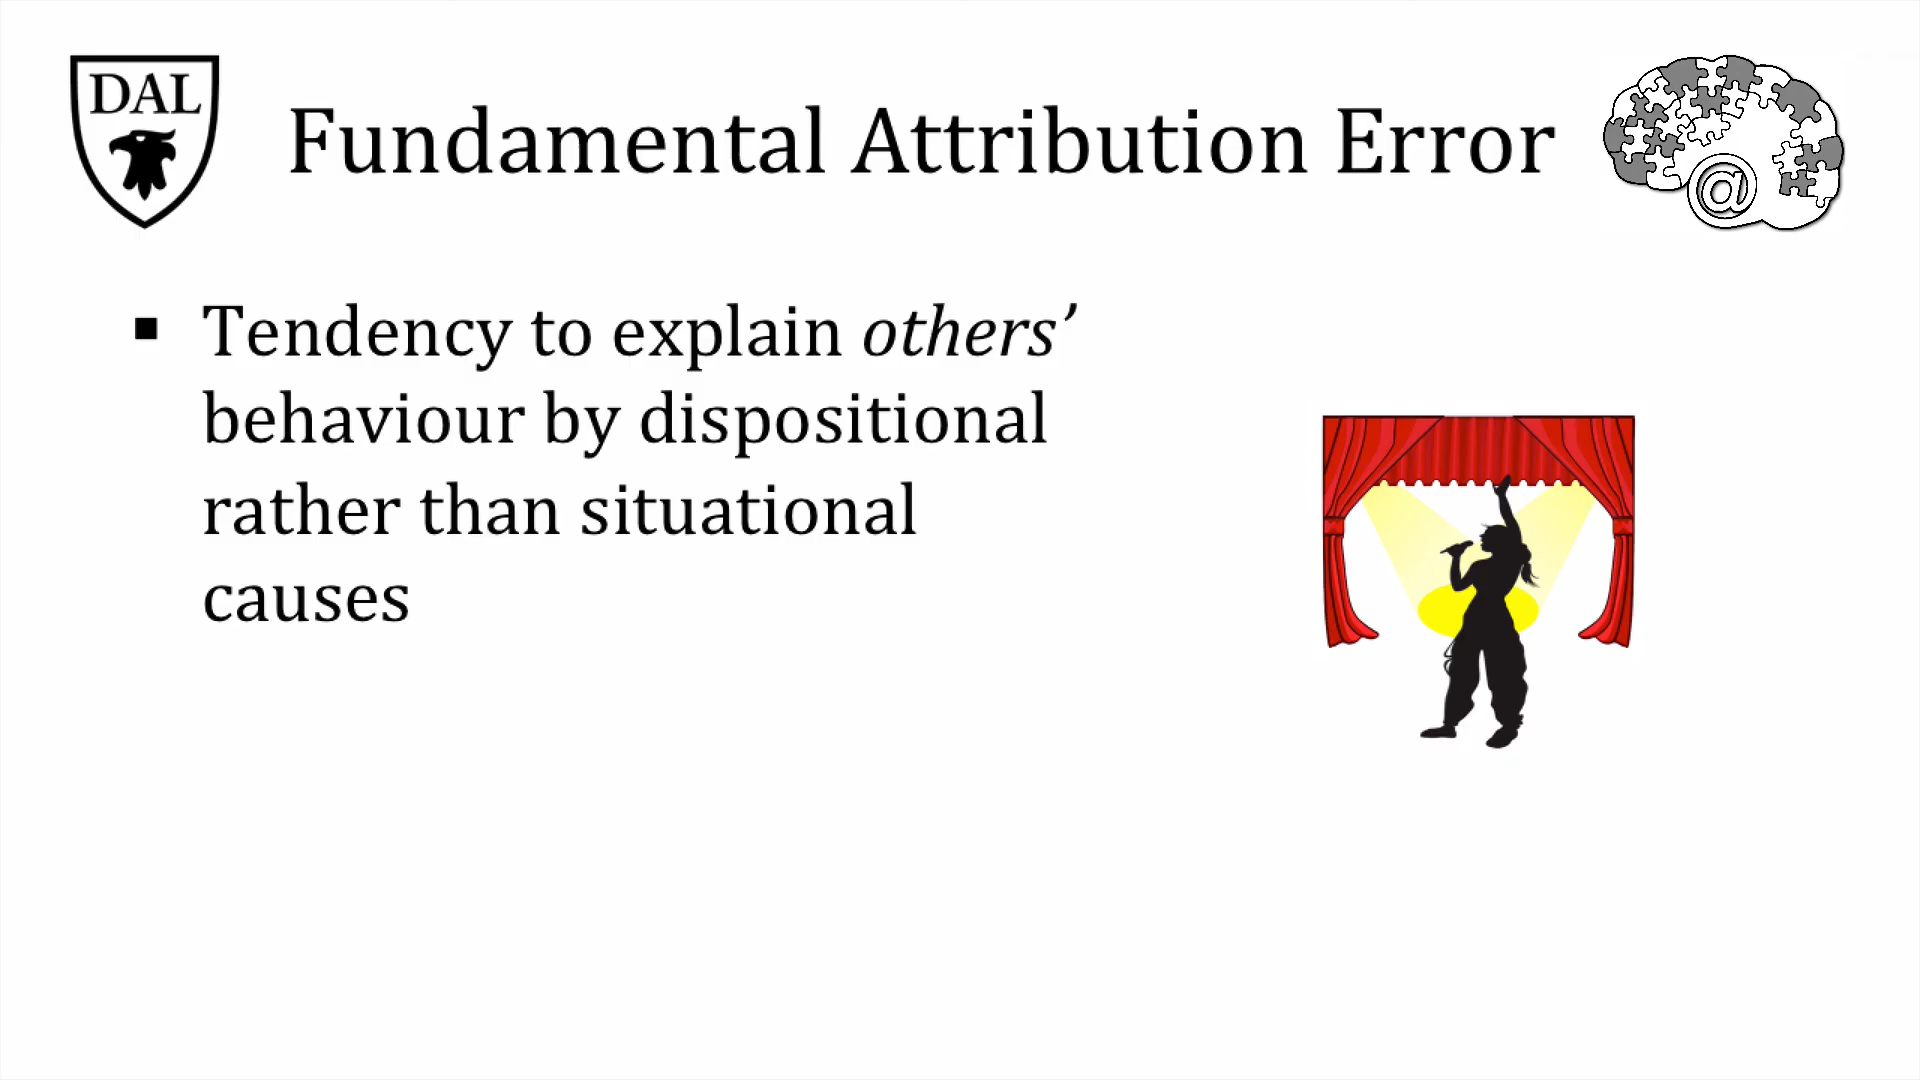 DAL
Fundamental Attribution Error
@
▪ Tendency to explain others’
behaviour by dispositional
rather than situational
causes